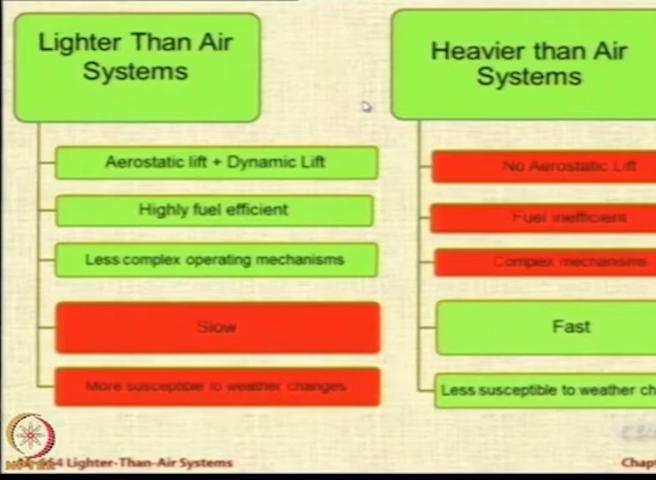 Lighter Than Air
Systems
Aerostatic lift + Dynamic Lift
Highly fuel efficient
Less complex operating mechanisms
Slow
More susceptible to weather changes
Heavier than Air
Systems
No Aerostatic Lift
Fuel inefficient
Complex mechanisms
Fast
Less susceptible to weather ch
Lighter-Than-Air Systems
Chap